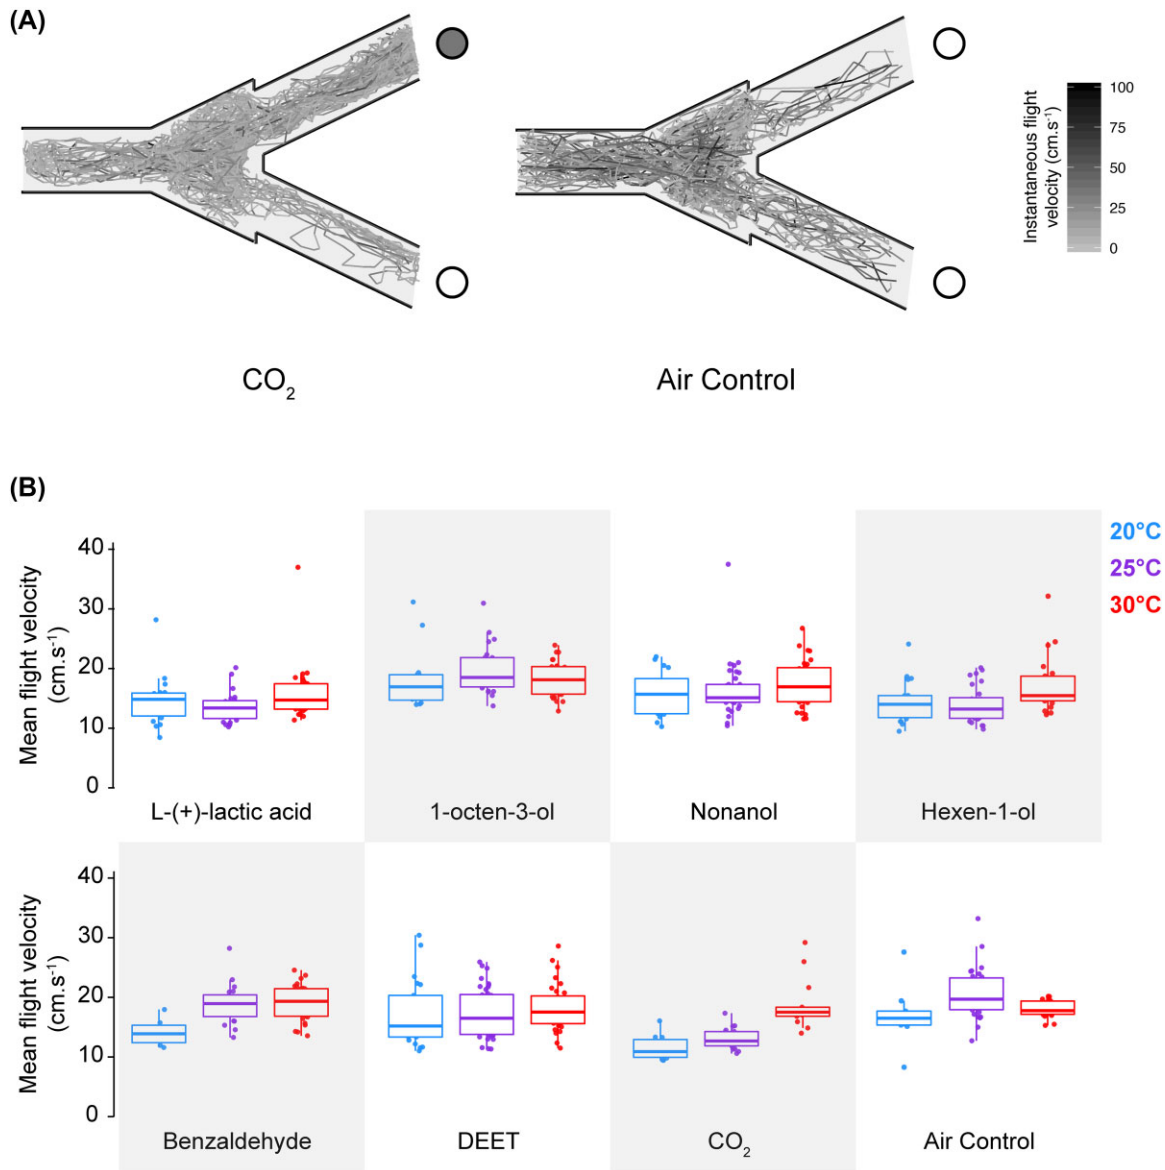 (A)
Instantaneous flight
velocity (cm.s⁻¹)
100
75
50
25
0
CO₂
Air Control
(B)
20°C
25°C
30°C
Mean flight velocity
(cm.s⁻¹)
40
30
20
10
0
L-(+)-lactic acid
1-octen-3-ol
Nonanol
Hexen-1-ol
Mean flight velocity
(cm.s⁻¹)
40
30
20
10
0
Benzaldehyde
DEET
CO₂
Air Control